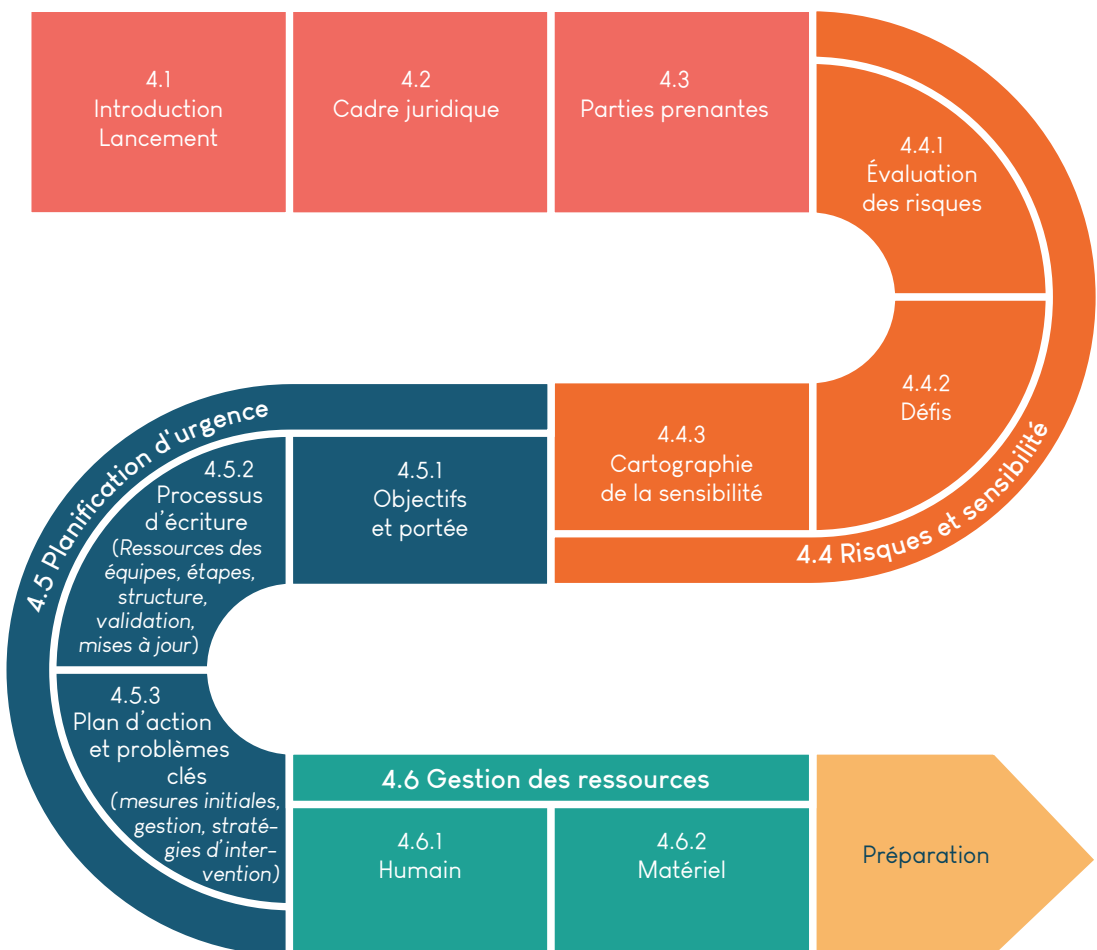 4.1
Introduction
Lancement
4.2
Cadre juridique
4.3
Parties prenantes
4.4.1
Évaluation
des risques
4.4.2
Défis
4.4 Risques et sensibilité
4.4.3
Cartographie
de la sensibilité
4.5 Planification d'urgence
4.5.1
Objectifs
et portée
4.5.2
Processus
d'écriture
(Ressources des
équipes, étapes,
structure,
validation,
mises à jour)
4.5.3
Plan d'action
et problèmes
clés
(mesures initiales,
gestion, straté-
gies d'inter-
vention)
4.6 Gestion des ressources
4.6.1
Humain
4.6.2
Matériel
Préparation